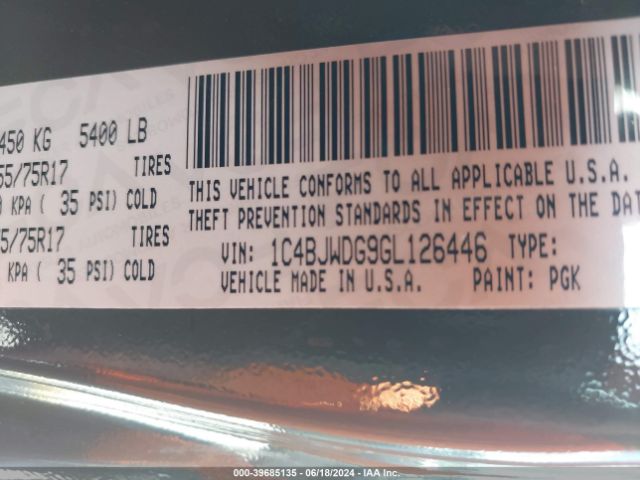 450 KG 5400 LB
55/75R17 TIRES
KPA ( 35 PSI) COLD
5/75R17 TIRES
KPA ( 35 PSI) COLD
THIS VEHICLE CONFORMS TO ALL APPLICABLE U.S.A.
THEFT PREVENTION STANDARDS IN EFFECT ON THE DAT
VIN: 1C4BJWDG9GL126446 TYPE:
VEHICLE MADE IN U.S.A. PAINT: PGK
000-39685135 - 06/18/2024 - IAA Inc.